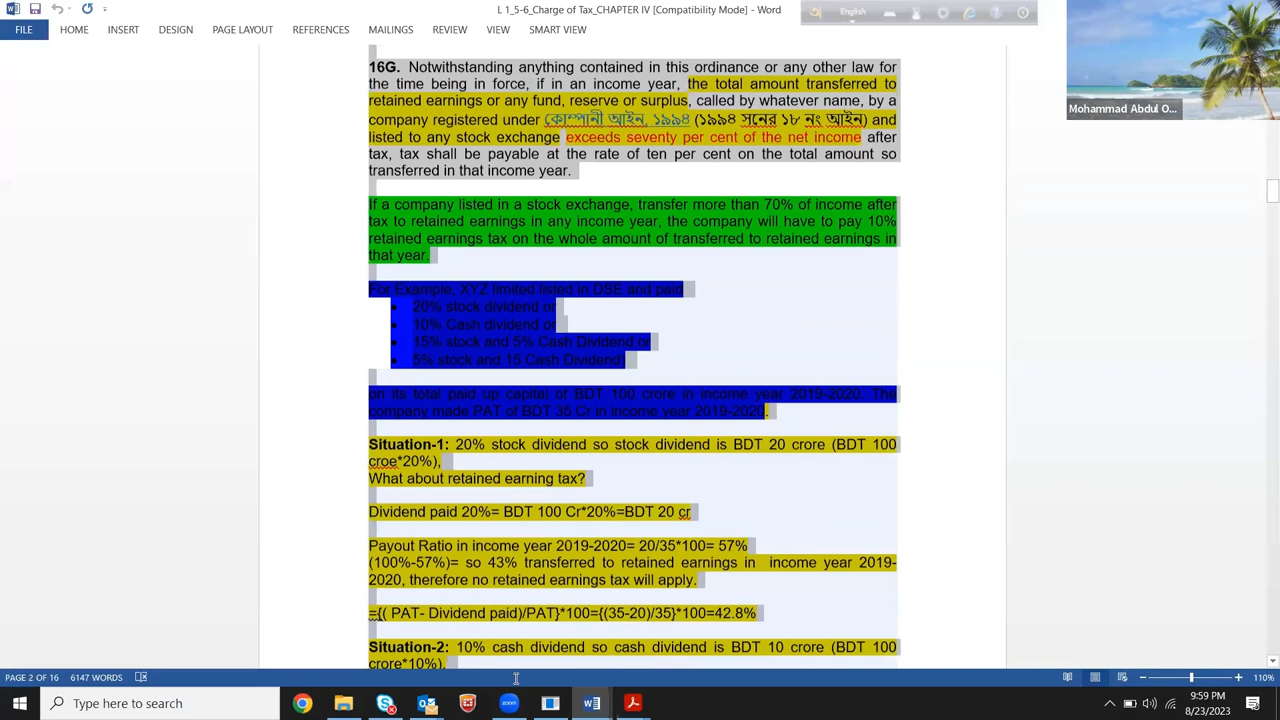 L 1_5-6_Charge of Tax_CHAPTER IV [Compatibility Mode] - Word
English
FILE HOME INSERT DESIGN PAGE LAYOUT REFERENCES MAILINGS REVIEW VIEW SMART VIEW
Mohammad Abdul O...
16G. Notwithstanding anything contained in this ordinance or any other law for
the time being in force, if in an income year, the total amount transferred to
retained earnings or any fund, reserve or surplus, called by whatever name, by a
company registered under কোম্পানী আইন, ১৯৯৪ (১৯৯৪ সনের ১৮ নং আইন) and
listed to any stock exchange exceeds seventy per cent of the net income after
tax, tax shall be payable at the rate of ten per cent on the total amount so
transferred in that income year.
If a company listed in a stock exchange, transfer more than 70% of income after
tax to retained earnings in any income year, the company will have to pay 10%
retained earnings tax on the whole amount of transferred to retained earnings in
that year.
For Example, XYZ limited listed in DSE and paid
• 20% stock dividend or
• 10% Cash dividend or
• 15% stock and 5% Cash Dividend or
• 5% stock and 15 Cash Dividend)
on its total paid up capital of BDT 100 crore in income year 2019-2020. The
company made PAT of BDT 35 Cr in income year 2019-2020.
Situation-1: 20% stock dividend so stock dividend is BDT 20 crore (BDT 100
croe*20%),
What about retained earning tax?
Dividend paid 20%= BDT 100 Cr*20%=BDT 20 cr
Payout Ratio in income year 2019-2020= 20/35*100= 57%
(100%-57%)= so 43% transferred to retained earnings in income year 2019-
2020, therefore no retained earnings tax will apply.
={( PAT- Dividend paid)/PAT}*100={(35-20)/35}*100=42.8%
Situation-2: 10% cash dividend so cash dividend is BDT 10 crore (BDT 100
crore*10%),
PAGE 2 OF 16 6147 WORDS 110%
Type here to search
zoom
9:59 PM
8/23/2023